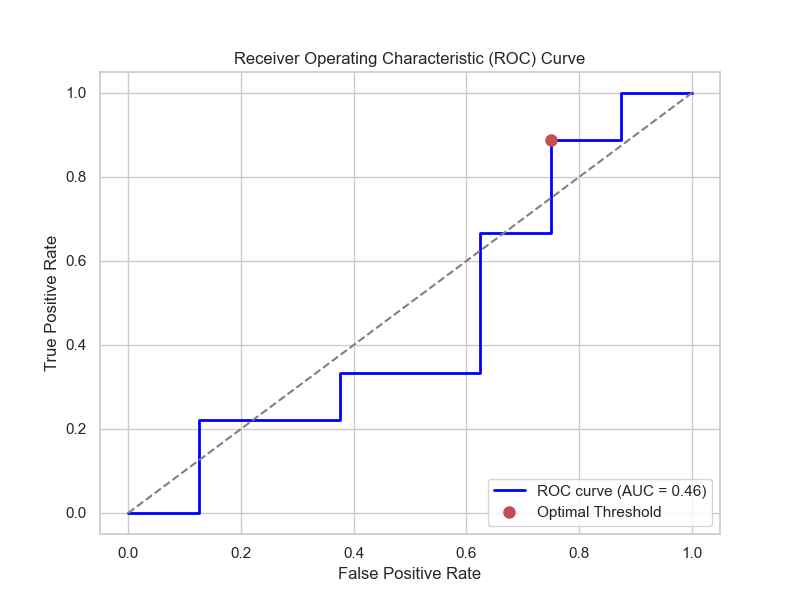 Receiver Operating Characteristic (ROC) Curve
True Positive Rate
1.0
0.8
0.6
0.4
0.2
0.0
ROC curve (AUC = 0.46)
Optimal Threshold
0.0 0.2 0.4 0.6 0.8 1.0
False Positive Rate